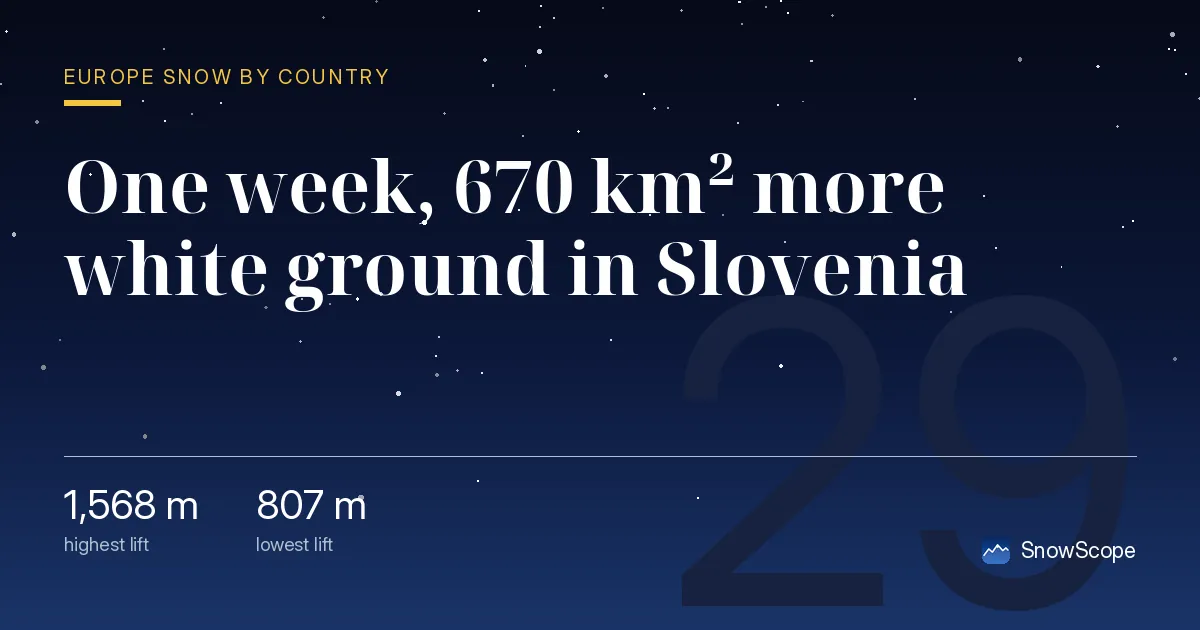 EUROPE SNOW BY COUNTRY
One week, 670 km² more
white ground in Slovenia
29
1,568 m 807 m
highest lift lowest lift
SnowScope